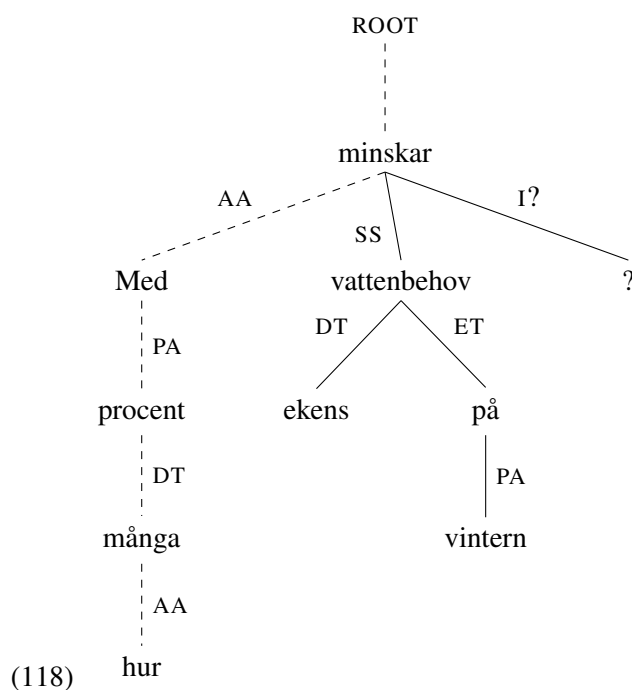 ROOT
minskar
AA
SS
I?
Med
vattenbehov
?
PA
DT
ET
procent
ekens
på
DT
PA
många
vintern
AA
(118)
hur